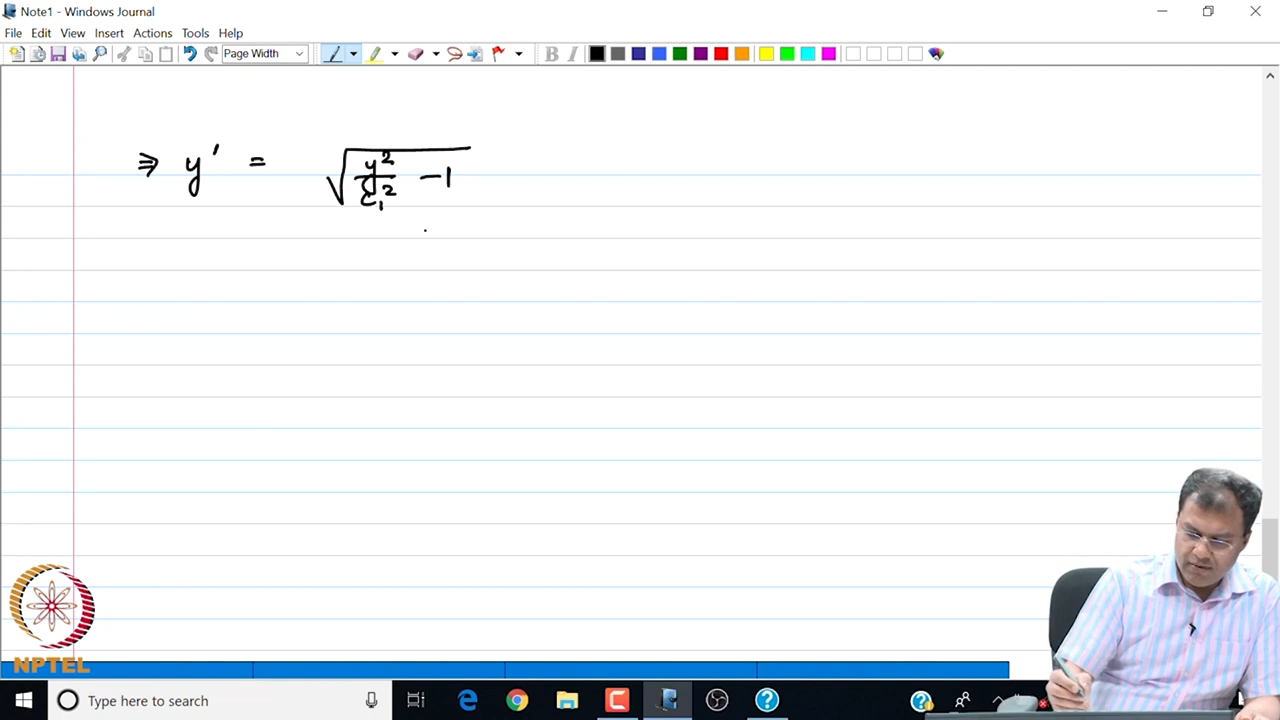 Note1 - Windows Journal
File Edit View Insert Actions Tools Help
Page Width B I
⇒ y' = √(y²/C₁² − 1)
NPTEL
Type here to search